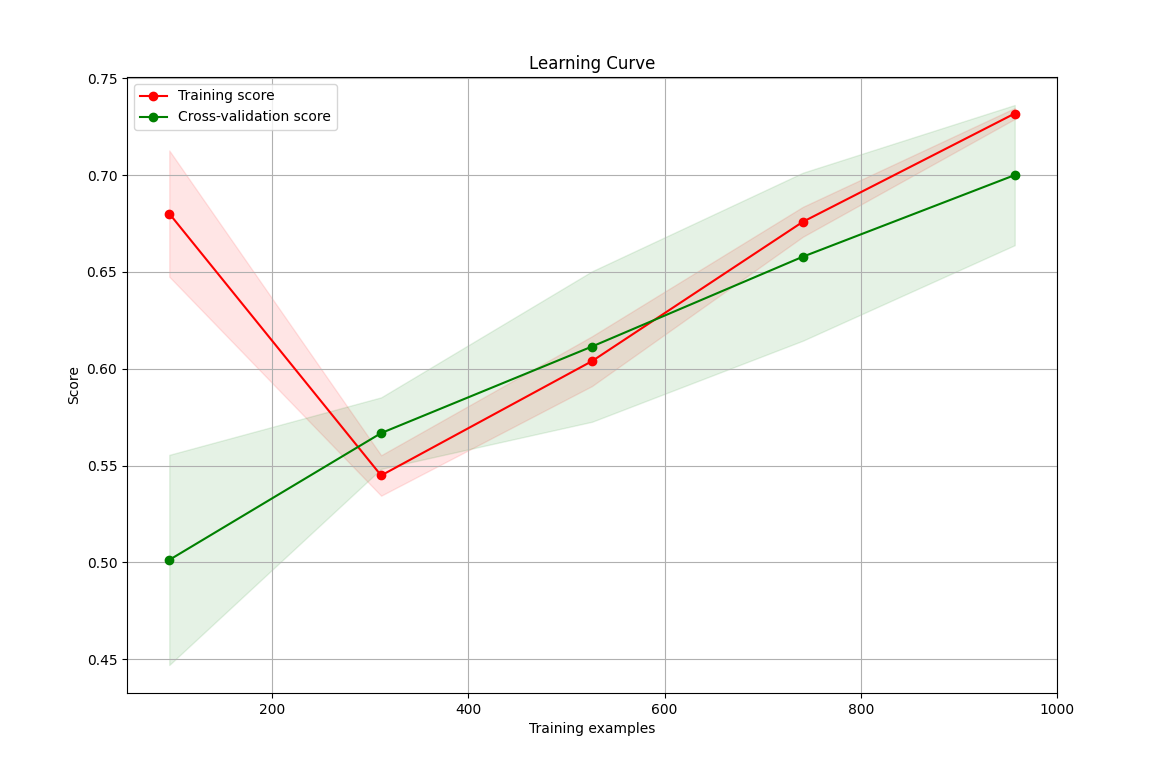 Learning Curve
Training score
Cross-validation score
0.75
0.70
0.65
0.60
0.55
0.50
0.45
Score
200
400
600
800
1000
Training examples